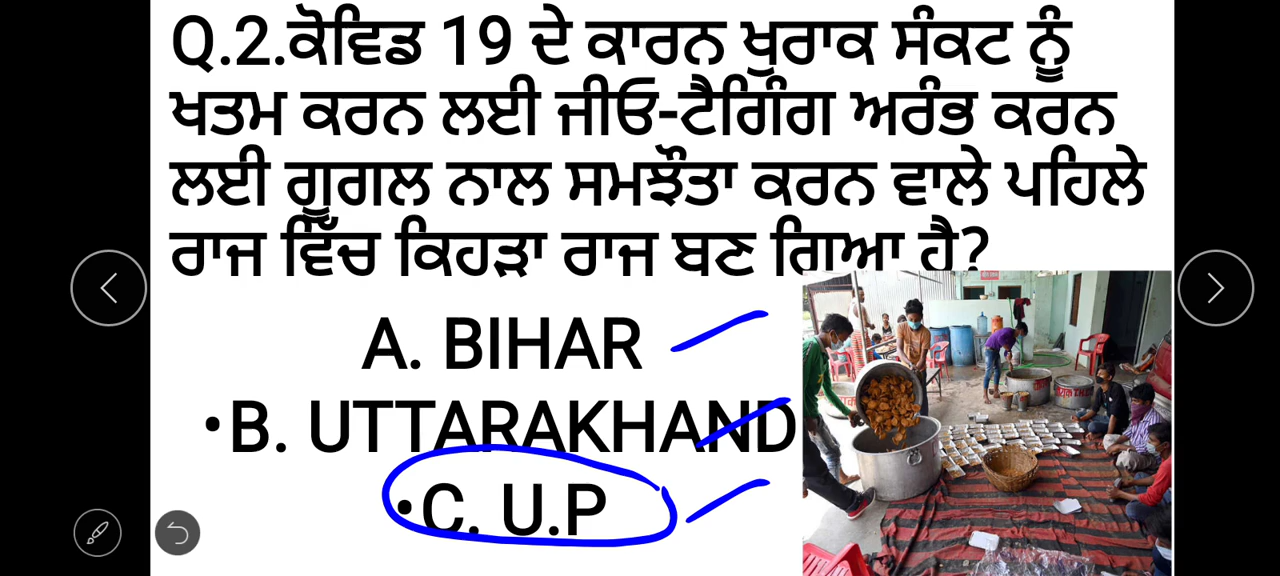 Q.2.ਕੋਵਿਡ 19 ਦੇ ਕਾਰਨ ਖੁਰਾਕ ਸੰਕਟ ਨੂੰ
ਖਤਮ ਕਰਨ ਲਈ ਜੀਓ-ਟੈਗਿੰਗ ਅਰੰਭ ਕਰਨ
ਲਈ ਗੂਗਲ ਨਾਲ ਸਮਝੌਤਾ ਕਰਨ ਵਾਲੇ ਪਹਿਲੇ
ਰਾਜ ਵਿੱਚ ਕਿਹੜਾ ਰਾਜ ਬਣ ਗਿਆ ਹੈ?
A. BIHAR
•B. UTTARAKHAND
•C. U.P